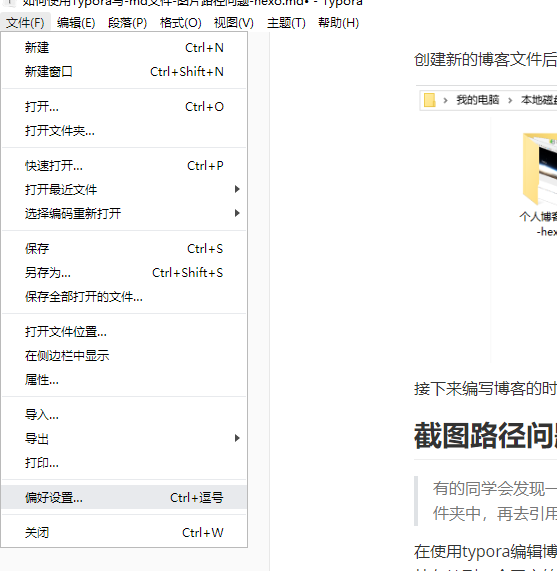 如何使用Typora写-md文件-图片路径问题-hexo.md• - Typora
文件(F) 编辑(E) 段落(P) 格式(O) 视图(V) 主题(T) 帮助(H)
新建 Ctrl+N
新建窗口 Ctrl+Shift+N
打开... Ctrl+O
打开文件夹...
快速打开... Ctrl+P
打开最近文件
选择编码重新打开
保存 Ctrl+S
另存为... Ctrl+Shift+S
保存全部打开的文件...
打开文件位置...
在侧边栏中显示
属性...
导入...
导出
打印...
偏好设置... Ctrl+逗号
关闭 Ctrl+W
创建新的博客文件后
我的电脑 › 本地磁盘
个人博客
-hex
接下来编写博客的时
截图路径问题
有的同学会发现一
件夹中，再去引用
在使用typora编辑博